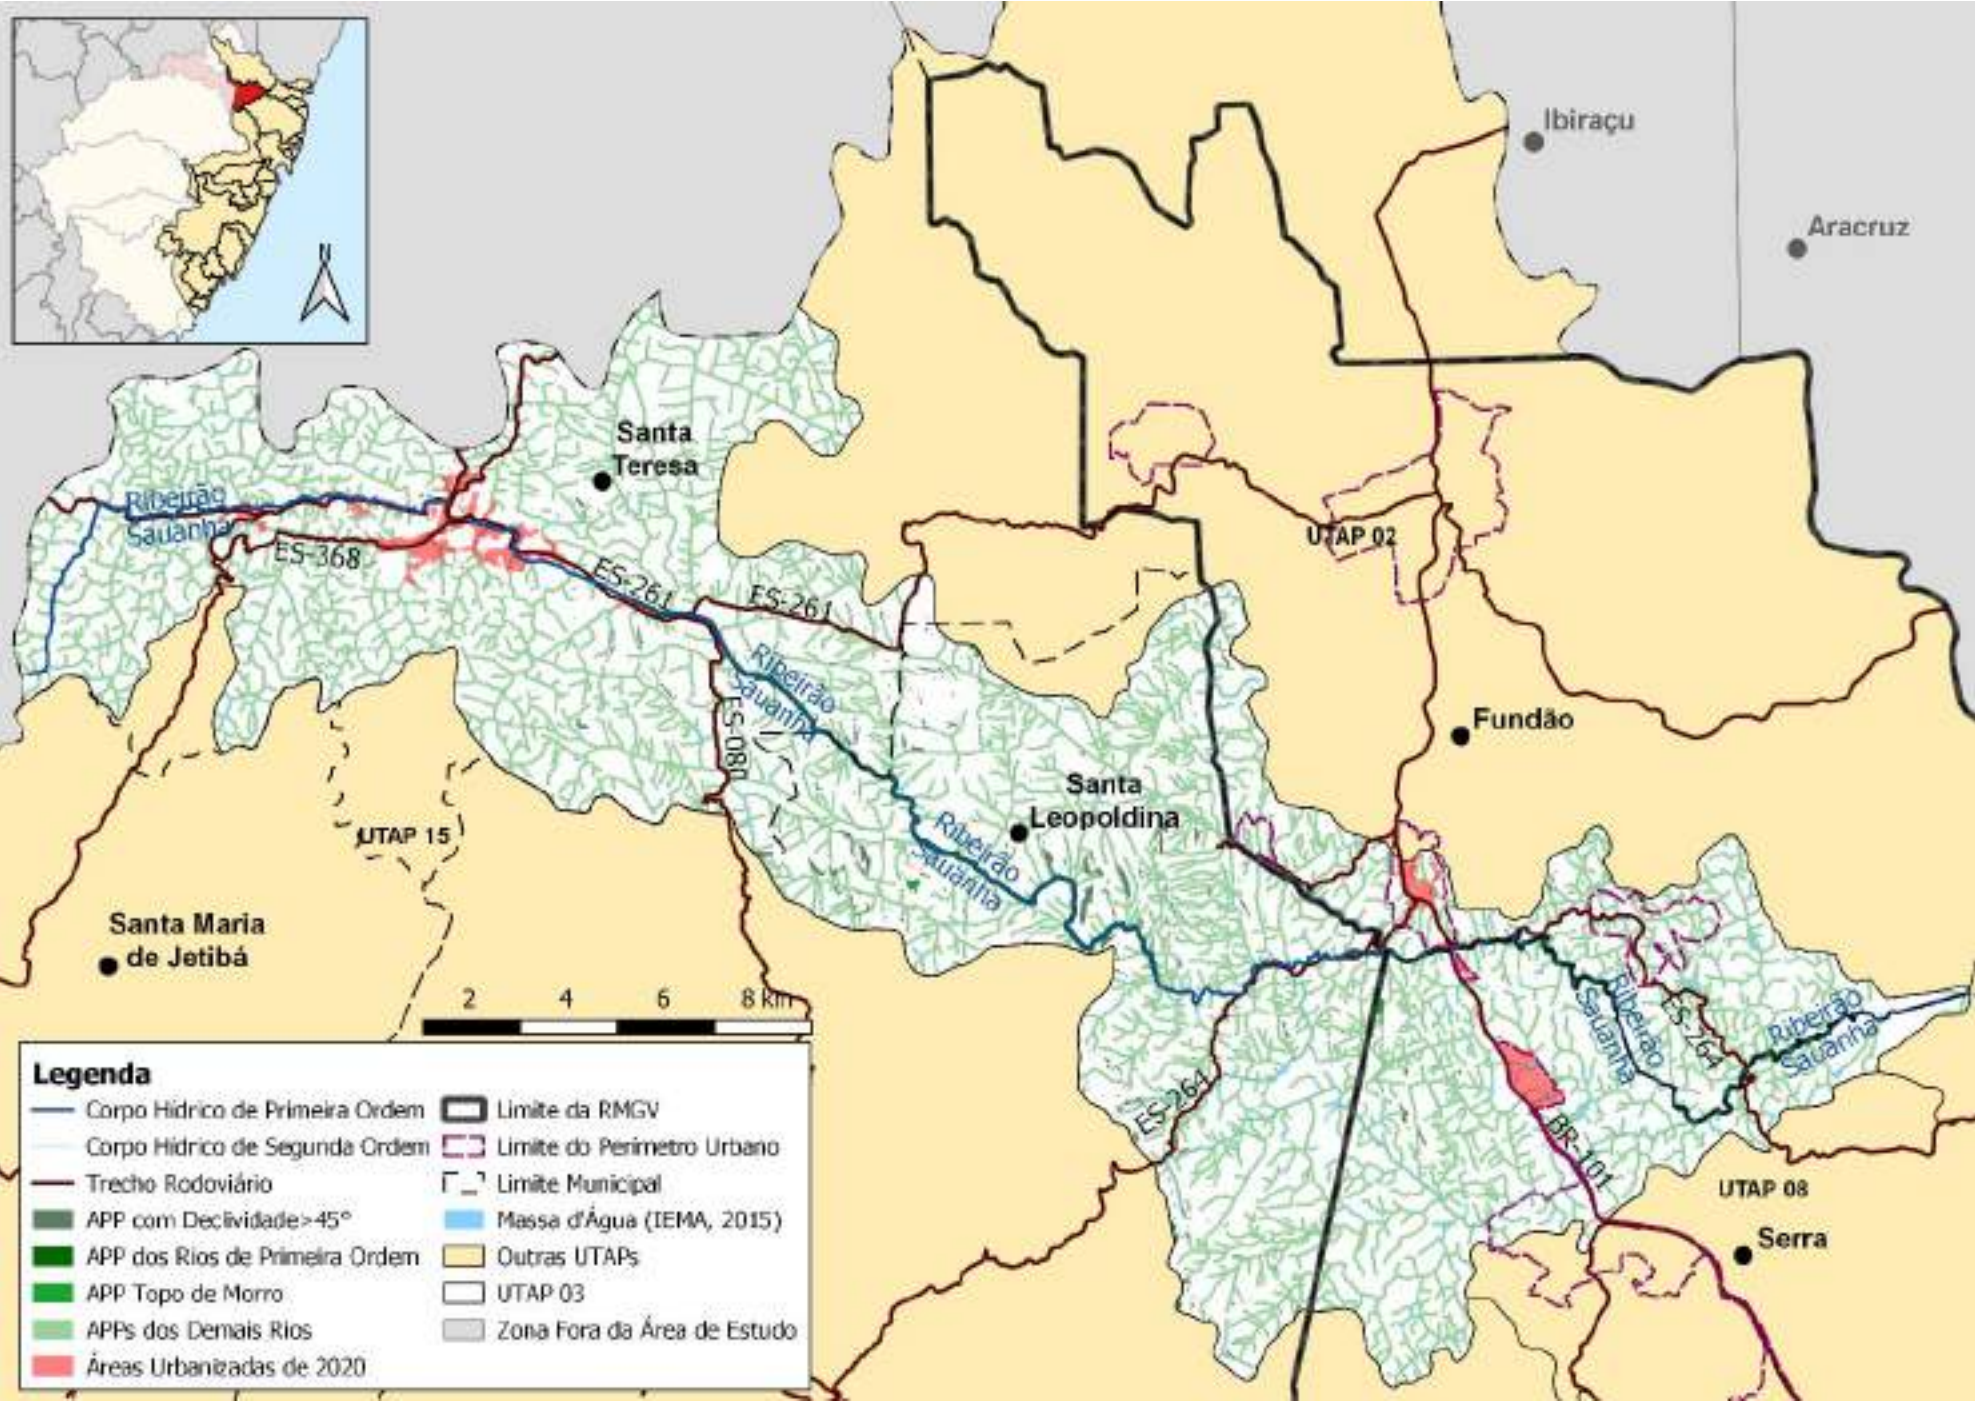 N
Ibiraçu
Aracruz
Santa
Teresa
Ribeirão
Sauanha
ES-368
ES-261
ES-261
UTAP 02
Ribeirão
Sauanha
ES-080
Fundão
Santa
Leopoldina
UTAP 15
Ribeirão
Sauanha
Santa Maria
de Jetibá
2 4 6 8 km
Ribeirão
Sauanha
ES-264
Ribeirão
Sauanha
ES-264
BR-101
UTAP 08
Serra
Legenda
Corpo Hídrico de Primeira Ordem
Corpo Hídrico de Segunda Ordem
Trecho Rodoviário
APP com Declividade>45°
APP dos Rios de Primeira Ordem
APP Topo de Morro
APPs dos Demais Rios
Áreas Urbanizadas de 2020
Limite da RMGV
Limite do Perímetro Urbano
Limite Municipal
Massa d'Água (IEMA, 2015)
Outras UTAPs
UTAP 03
Zona Fora da Área de Estudo